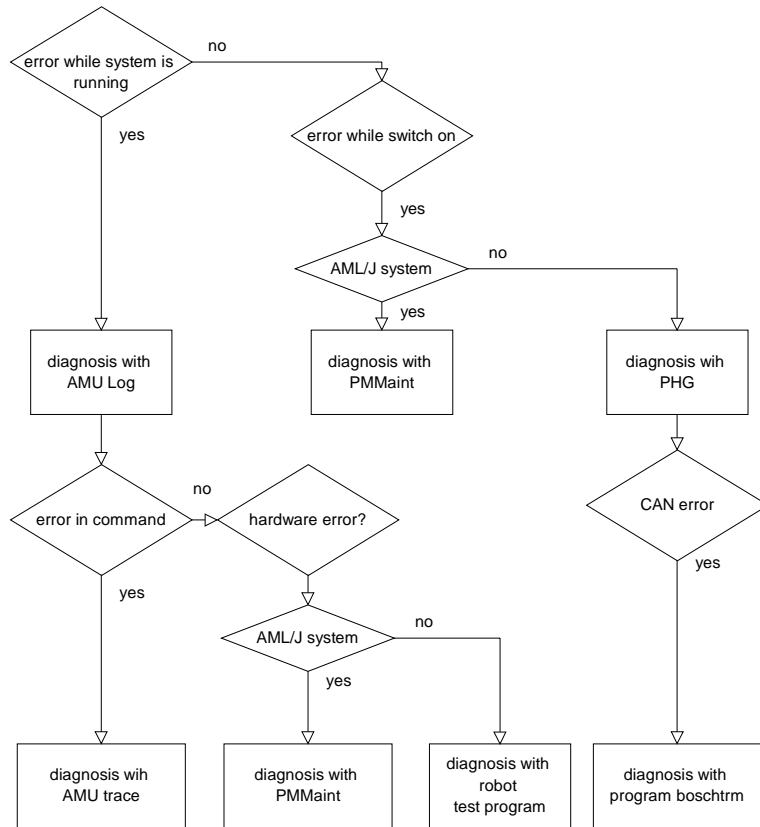 no
error while system is
running
yes
error while switch on
yes
AML/J system
no
yes
diagnosis with
AMU Log
diagnosis with
PMMaint
diagnosis wih
PHG
no
error in command
hardware error?
CAN error
yes
yes
AML/J system
no
yes
diagnosis wih
AMU trace
diagnosis with
PMMaint
diagnosis with
robot
test program
diagnosis with
program boschtrm